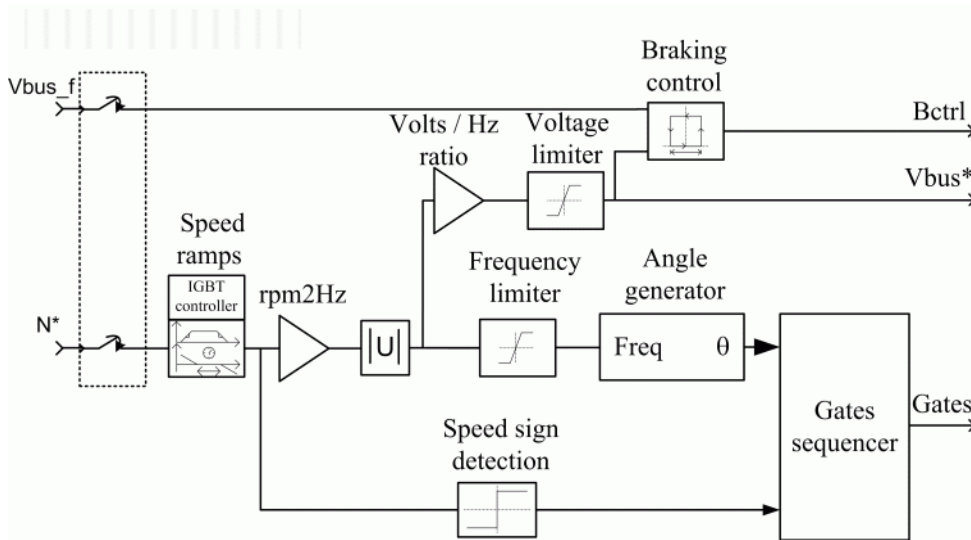 Braking
control
Vbus_f
Bctrl
Volts / Hz
ratio
Voltage
limiter
Vbus*
Speed
ramps
IGBT
controller
rpm2Hz
Frequency
limiter
Angle
generator
N*
|U|
Freq θ
Gates
sequencer
Gates
Speed sign
detection